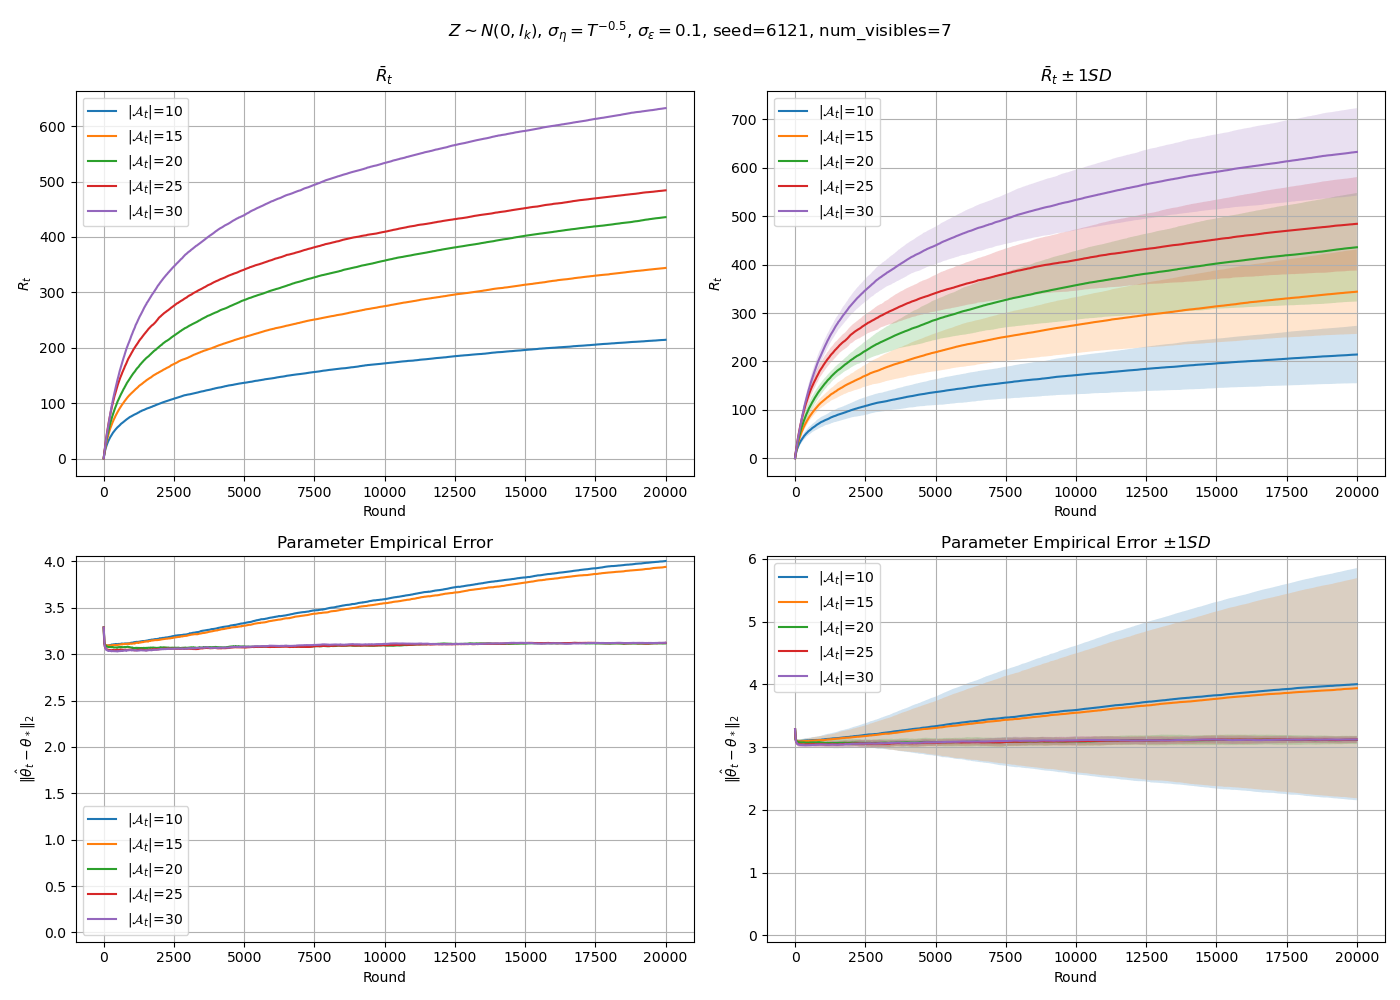 Z ∼ N(0, I_k), σ_η = T^{−0.5}, σ_ε = 0.1, seed=6121, num_visibles=7
R̄_t
R_t
600
500
400
300
200
100
0
|𝒜_t|=10
|𝒜_t|=15
|𝒜_t|=20
|𝒜_t|=25
|𝒜_t|=30
0 2500 5000 7500 10000 12500 15000 17500 20000
Round
R̄_t ± 1SD
R_t
700
600
500
400
300
200
100
0
|𝒜_t|=10
|𝒜_t|=15
|𝒜_t|=20
|𝒜_t|=25
|𝒜_t|=30
0 2500 5000 7500 10000 12500 15000 17500 20000
Round
Parameter Empirical Error
‖θ̂_t − θ_*‖_2
4.0
3.5
3.0
2.5
2.0
1.5
1.0
0.5
0.0
|𝒜_t|=10
|𝒜_t|=15
|𝒜_t|=20
|𝒜_t|=25
|𝒜_t|=30
0 2500 5000 7500 10000 12500 15000 17500 20000
Round
Parameter Empirical Error ±1SD
‖θ̂_t − θ_*‖_2
6
5
4
3
2
1
0
|𝒜_t|=10
|𝒜_t|=15
|𝒜_t|=20
|𝒜_t|=25
|𝒜_t|=30
0 2500 5000 7500 10000 12500 15000 17500 20000
Round